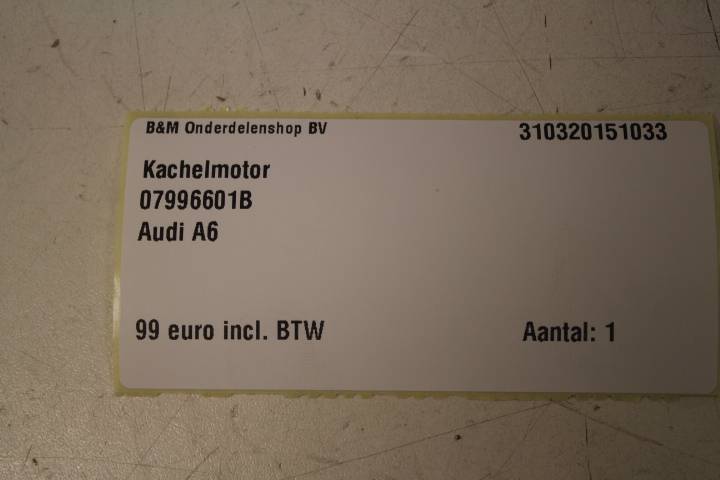 B&M Onderdelenshop BV 310320151033
Kachelmotor
07996601B
Audi A6
99 euro incl. BTW Aantal: 1